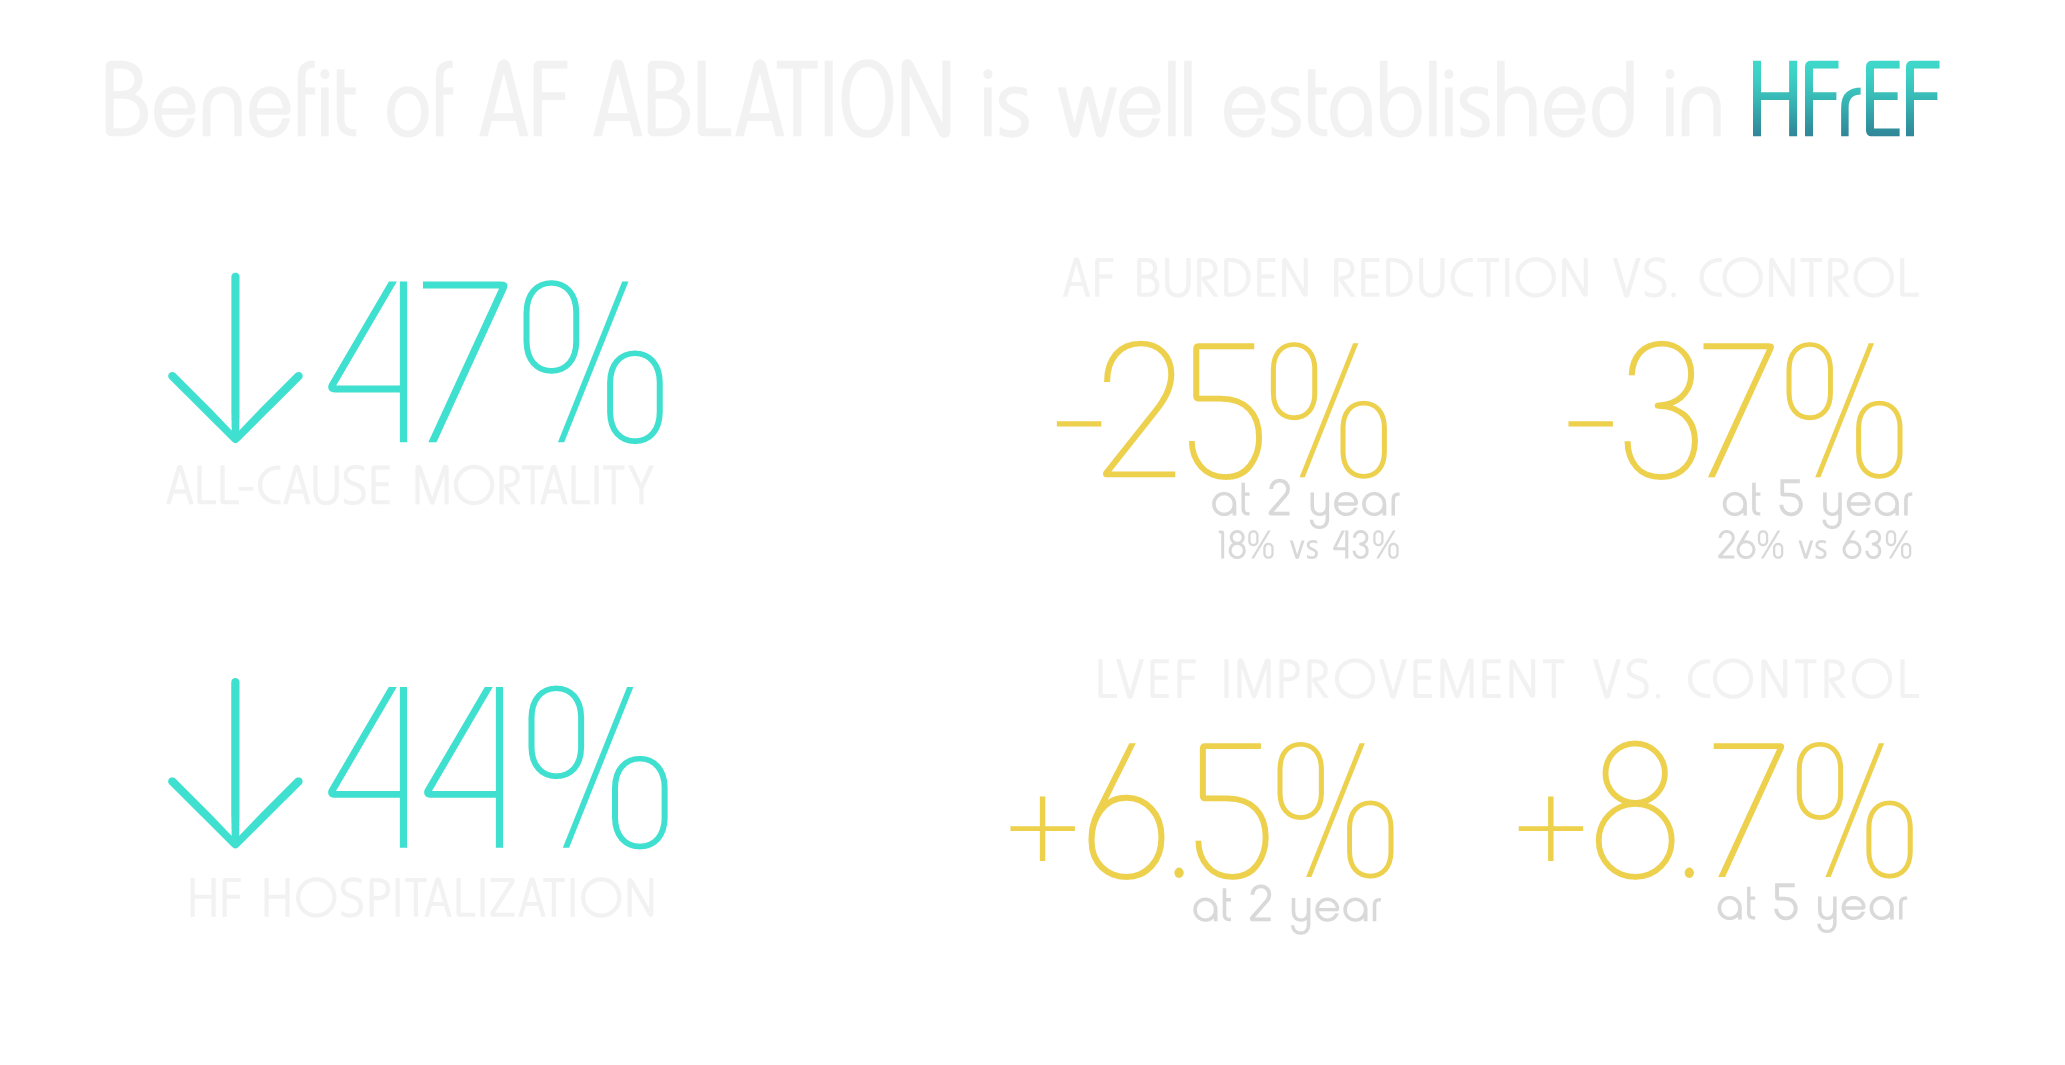 Benefit of AF ABLATION is well established in HFrEF
↓47%
ALL-CAUSE MORTALITY
↓44%
HF HOSPITALIZATION
AF BURDEN REDUCTION VS. CONTROL
-25%
at 2 year
18% vs 43%
-37%
at 5 year
26% vs 63%
LVEF IMPROVEMENT VS. CONTROL
+6.5%
at 2 year
+8.7%
at 5 year